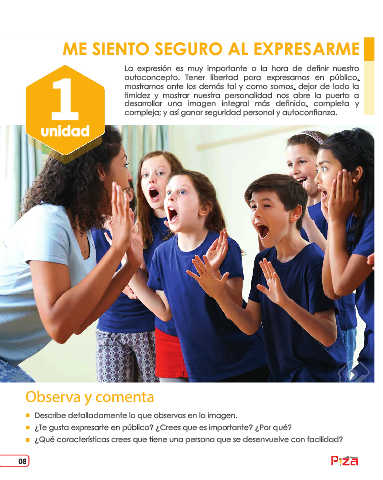 ME SIENTO SEGURO AL EXPRESARME
La expresión es muy importante a la hora de definir nuestro
autoconcepto. Tener libertad para expresarnos en público,
mostrarnos ante los demás tal y como somos, dejar de lado la
timidez y mostrar nuestra personalidad nos abre la puerta a
desarrollar una imagen integral más definida, completa y
compleja; y así ganar seguridad personal y autoconfianza.
1
unidad
Observa y comenta
Describe detalladamente lo que observas en la imagen.
¿Te gusta expresarte en público? ¿Crees que es importante? ¿Por qué?
¿Qué características crees que tiene una persona que se desenvuelve con facilidad?
08